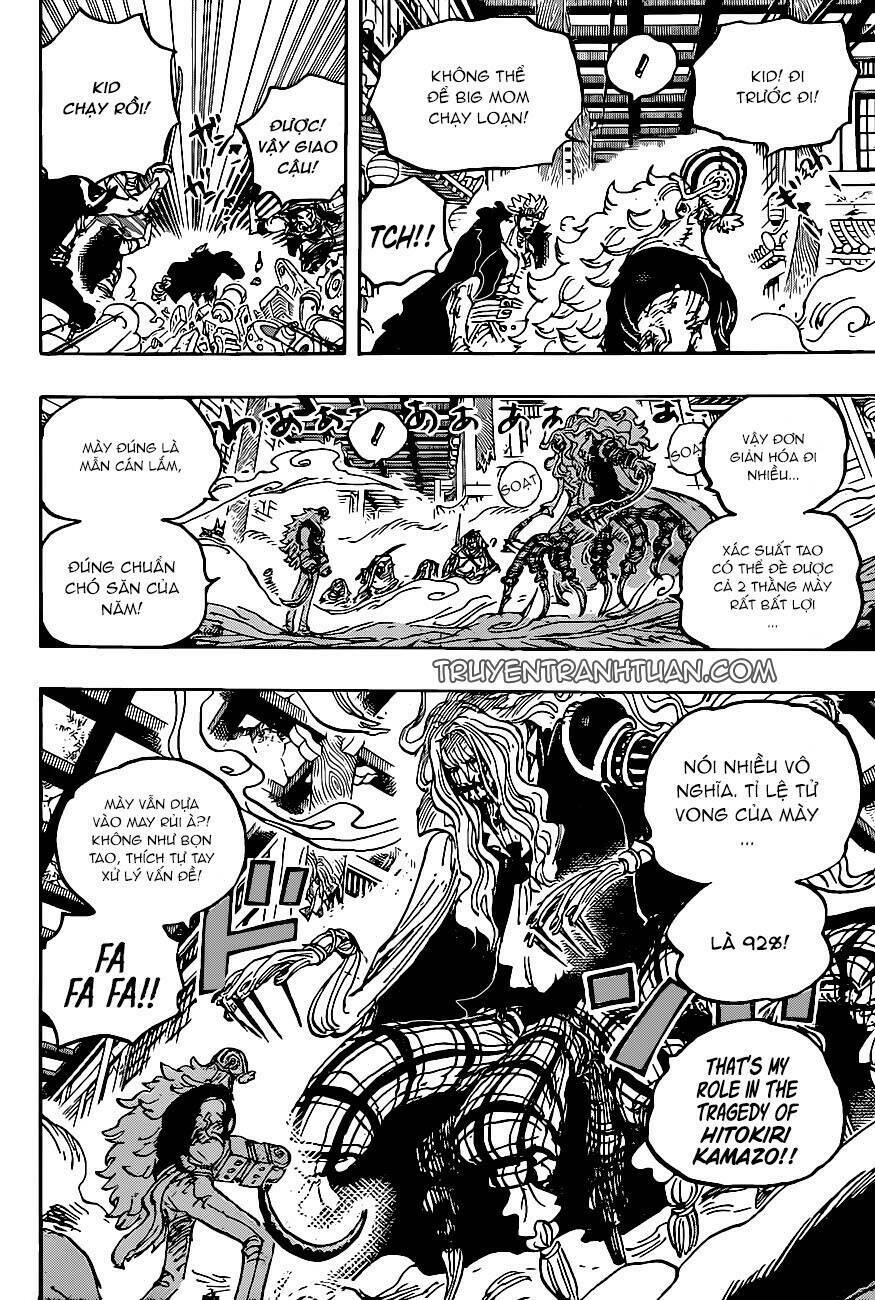 KID! ĐI
TRƯỚC ĐI!
!
KHÔNG THỂ
ĐỂ BIG MOM
CHẠY LOẠN!
TCH!!
ĐƯỢC!
VẬY GIAO
CẬU!
KID
CHẠY RỒI!
VẬY ĐƠN
GIẢN HÓA ĐI
NHIỀU...
XÁC SUẤT TAO
CÓ THỂ ĐÈ ĐƯỢC
CẢ 2 THẰNG MÀY
RẤT BẤT LỢI
...
SOẠT
SOẠT
!
MÀY ĐÚNG LÀ
MẪN CÁN LẮM,
ĐÚNG CHUẨN
CHÓ SĂN CỦA
NĂM!
TRUYENTRANHTUAN.COM
NÓI NHIỀU VÔ
NGHĨA. TỈ LỆ TỬ
VONG CỦA MÀY
...
LÀ 92%!
MÀY VẪN DỰA
VÀO MAY RỦI À?!
KHÔNG NHƯ BỌN
TAO, THÍCH TỰ TAY
XỬ LÝ VẤN ĐỀ!
FA
FA FA!!
ドド
THAT'S MY
ROLE IN THE
TRAGEDY OF
HITOKIRI
KAMAZO!!